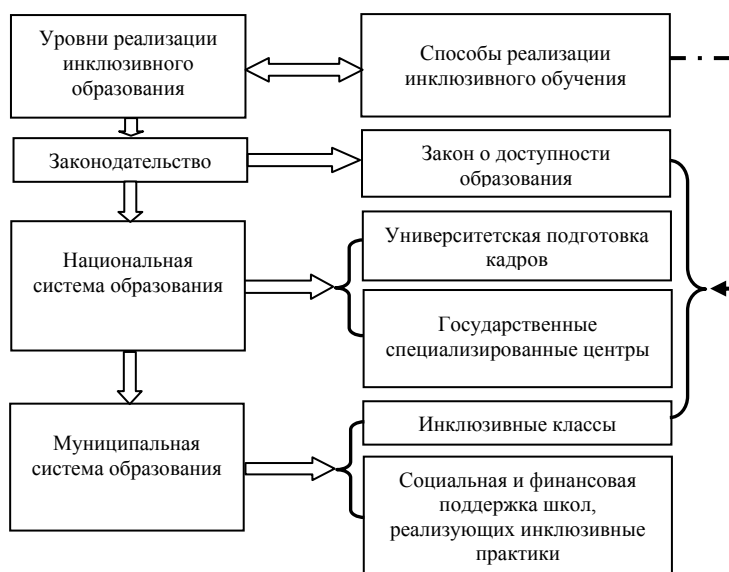 Уровни реализации
инклюзивного
образования
Способы реализации
инклюзивного обучения
Законодательство
Закон о доступности
образования
Национальная
система образования
Университетская подготовка
кадров
Государственные
специализированные центры
Муниципальная
система образования
Инклюзивные классы
Социальная и финансовая
поддержка школ,
реализующих инклюзивные
практики